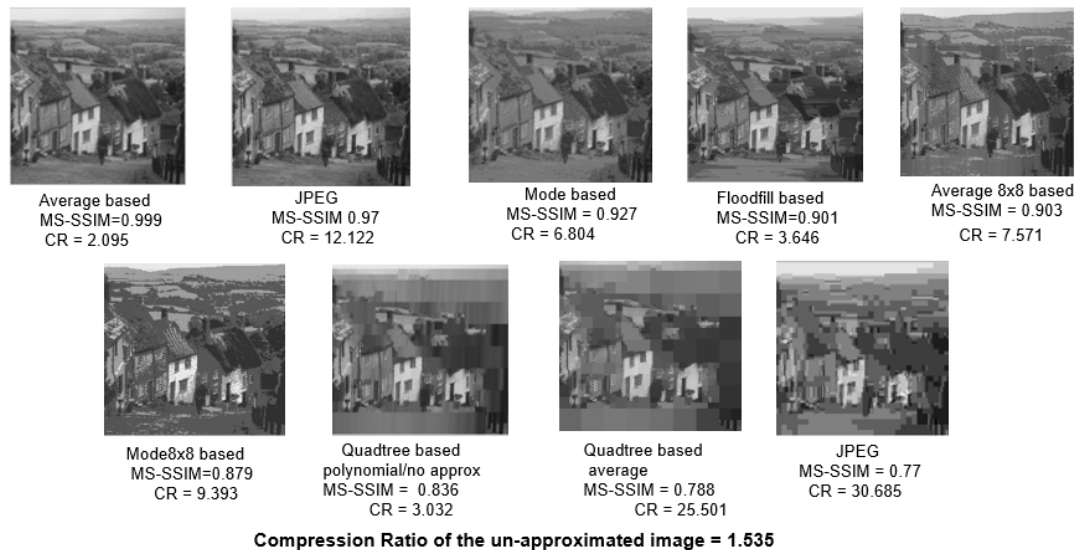 Average based
MS-SSIM=0.999
CR = 2.095
JPEG
MS-SSIM 0.97
CR = 12.122
Mode based
MS-SSIM = 0.927
CR = 6.804
Floodfill based
MS-SSIM=0.901
CR = 3.646
Average 8x8 based
MS-SSIM = 0.903
CR = 7.571
Mode8x8 based
MS-SSIM=0.879
CR = 9.393
Quadtree based
polynomial/no approx
MS-SSIM = 0.836
CR = 3.032
Quadtree based
average
MS-SSIM = 0.788
CR = 25.501
JPEG
MS-SSIM = 0.77
CR = 30.685
Compression Ratio of the un-approximated image = 1.535